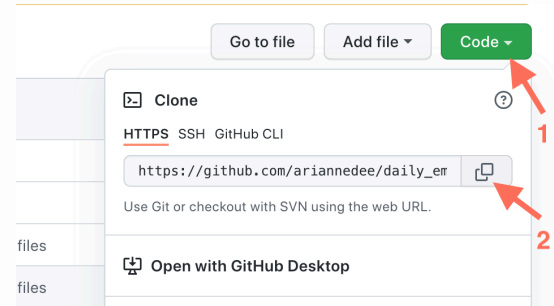 Go to file Add file Code
Clone
1
HTTPS SSH GitHub CLI
https://github.com/ariannedee/daily_em
Use Git or checkout with SVN using the web URL.
2
files
Open with GitHub Desktop
files